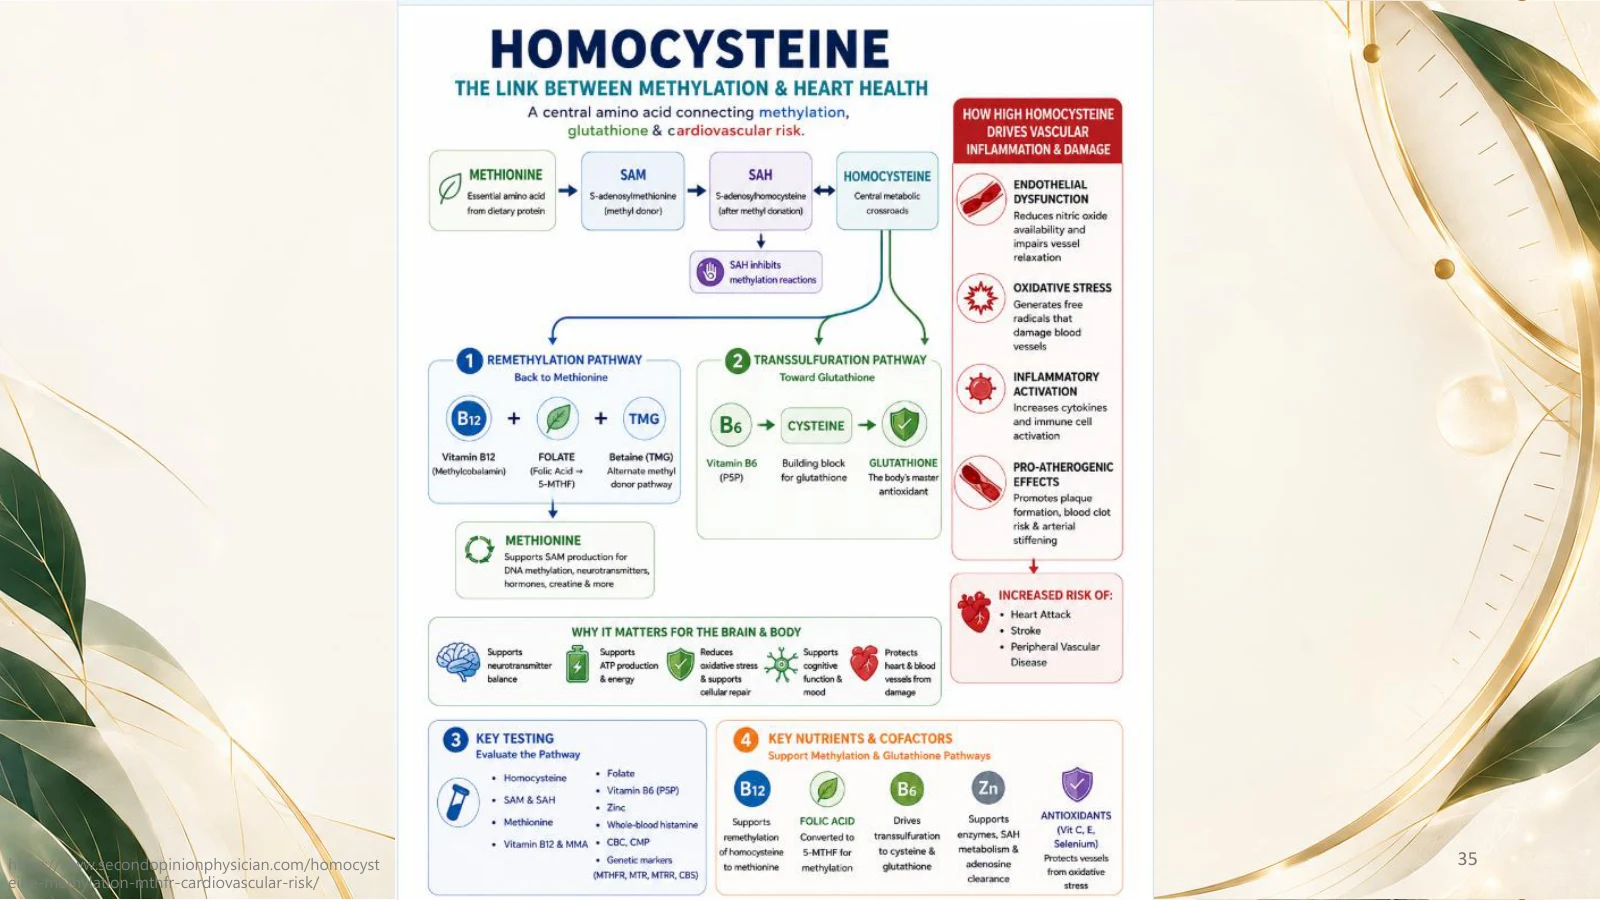 HOMOCYSTEINE
THE LINK BETWEEN METHYLATION & HEART HEALTH
A central amino acid connecting methylation,
glutathione & cardiovascular risk.
METHIONINE
Essential amino acid
from dietary protein
SAM
S-adenosylmethionine
(methyl donor)
SAH
S-adenosylhomocysteine
(after methyl donation)
HOMOCYSTEINE
Central metabolic
crossroads
SAH inhibits
methylation reactions
1 REMETHYLATION PATHWAY
Back to Methionine
B12 + + TMG
Vitamin B12
(Methylcobalamin)
FOLATE
(Folic Acid →
5-MTHF)
Betaine (TMG)
Alternate methyl
donor pathway
METHIONINE
Supports SAM production for
DNA methylation, neurotransmitters,
hormones, creatine & more
2 TRANSSULFURATION PATHWAY
Toward Glutathione
B6
CYSTEINE
Vitamin B6
(P5P)
Building block
for glutathione
GLUTATHIONE
The body's master
antioxidant
HOW HIGH HOMOCYSTEINE
DRIVES VASCULAR
INFLAMMATION & DAMAGE
ENDOTHELIAL
DYSFUNCTION
Reduces nitric oxide
availability and
impairs vessel
relaxation
OXIDATIVE STRESS
Generates free
radicals that
damage blood
vessels
INFLAMMATORY
ACTIVATION
Increases cytokines
and immune cell
activation
PRO-ATHEROGENIC
EFFECTS
Promotes plaque
formation, blood clot
risk & arterial
stiffening
INCREASED RISK OF:
• Heart Attack
• Stroke
• Peripheral Vascular
Disease
WHY IT MATTERS FOR THE BRAIN & BODY
Supports
neurotransmitter
balance
Supports
ATP production
& energy
Reduces
oxidative stress
& supports
cellular repair
Supports
cognitive
function &
mood
Protects
heart & blood
vessels from
damage
3 KEY TESTING
Evaluate the Pathway
• Homocysteine
• SAM & SAH
• Methionine
• Vitamin B12 & MMA
• Folate
• Vitamin B6 (P5P)
• Zinc
• Whole-blood histamine
• CBC, CMP
• Genetic markers
(MTHFR, MTR, MTRR, CBS)
4 KEY NUTRIENTS & COFACTORS
Support Methylation & Glutathione Pathways
B12
Supports
remethylation
of homocysteine
to methionine
FOLIC ACID
Converted to
5-MTHF for
methylation
B6
Drives
transsulfuration
to cysteine &
glutathione
Zn
Supports
enzymes, SAH
metabolism &
adenosine
clearance
ANTIOXIDANTS
(Vit C, E,
Selenium)
Protects vessels
from oxidative
stress
35
https://www.secondopinionphysician.com/homocyst
eine-methylation-mthfr-cardiovascular-risk/